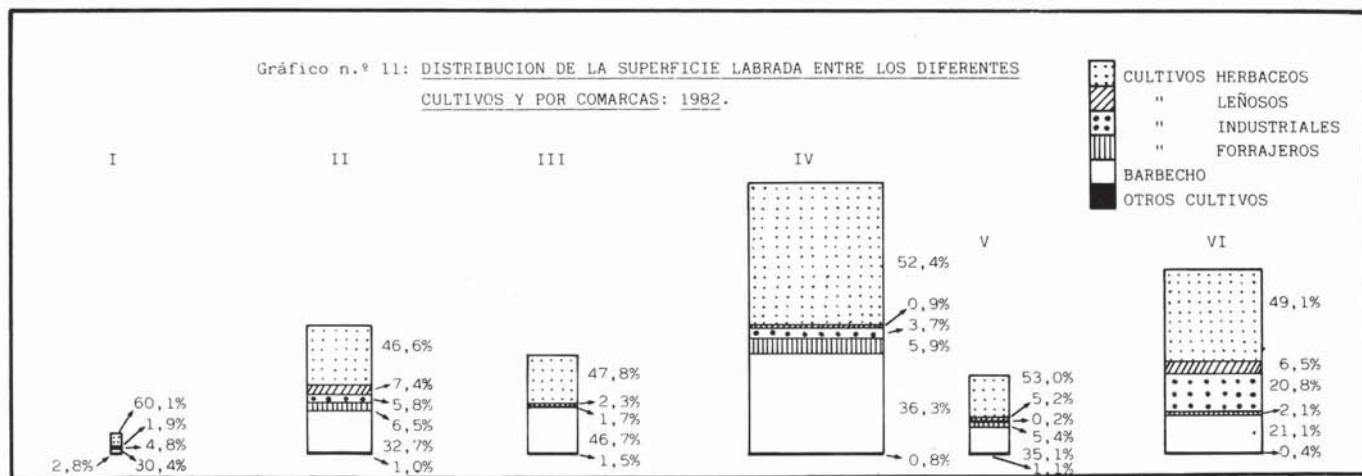 Gráfico n.º 11: DISTRIBUCION DE LA SUPERFICIE LABRADA ENTRE LOS DIFERENTES
CULTIVOS Y POR COMARCAS: 1982.
CULTIVOS HERBACEOS
" LEÑOSOS
" INDUSTRIALES
" FORRAJEROS
BARBECHO
OTROS CULTIVOS
I
60,1%
1,9%
4,8%
30,4%
2,8%
II
46,6%
7,4%
5,8%
6,5%
32,7%
1,0%
III
47,8%
2,3%
1,7%
46,7%
1,5%
IV
52,4%
0,9%
3,7%
5,9%
36,3%
0,8%
V
53,0%
5,2%
0,2%
5,4%
35,1%
1,1%
VI
49,1%
6,5%
20,8%
2,1%
21,1%
0,4%